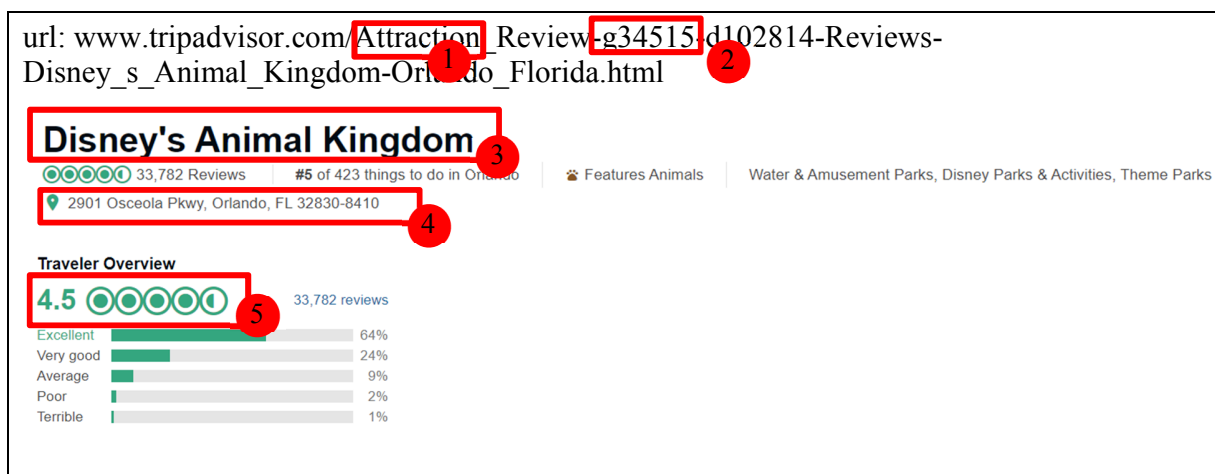 url: www.tripadvisor.com/Attraction_Review-g34515-d102814-Reviews-
1
2
Disney_s_Animal_Kingdom-Orlando_Florida.html
Disney's Animal Kingdom
3
33,782 Reviews #5 of 423 things to do in Orlando Features Animals Water & Amusement Parks, Disney Parks & Activities, Theme Parks
2901 Osceola Pkwy, Orlando, FL 32830-8410
4
Traveler Overview
4.5 33,782 reviews
5
Excellent 64%
Very good 24%
Average 9%
Poor 2%
Terrible 1%